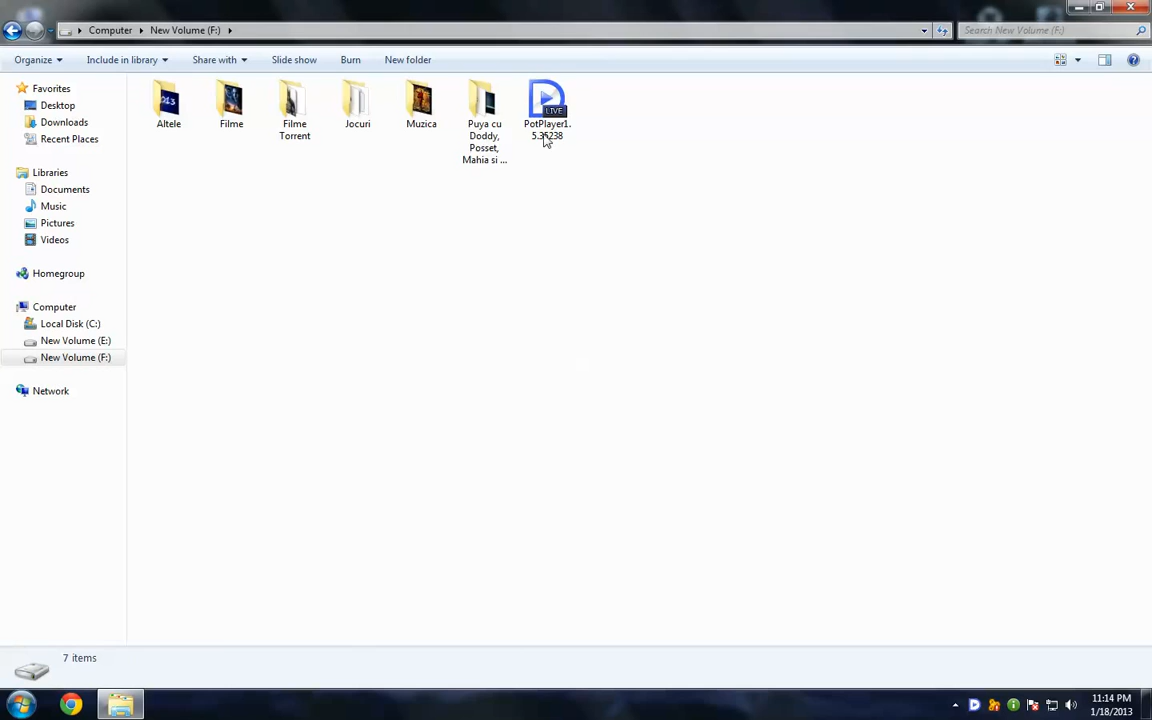 Computer
New Volume (F:)
Search New Volume (F:)
Organize
Include in library
Share with
Slide show
Burn
New folder
Favorites
Desktop
Downloads
Recent Places
Libraries
Documents
Music
Pictures
Videos
Homegroup
Computer
Local Disk (C:)
New Volume (E:)
New Volume (F:)
Network
013
Altele
Filme
Filme
Torrent
Jocuri
Muzica
Puya cu
Doddy,
Posset,
Mahia si ...
LIVE
PotPlayer1.
5.35238
7 items
11:14 PM
1/18/2013